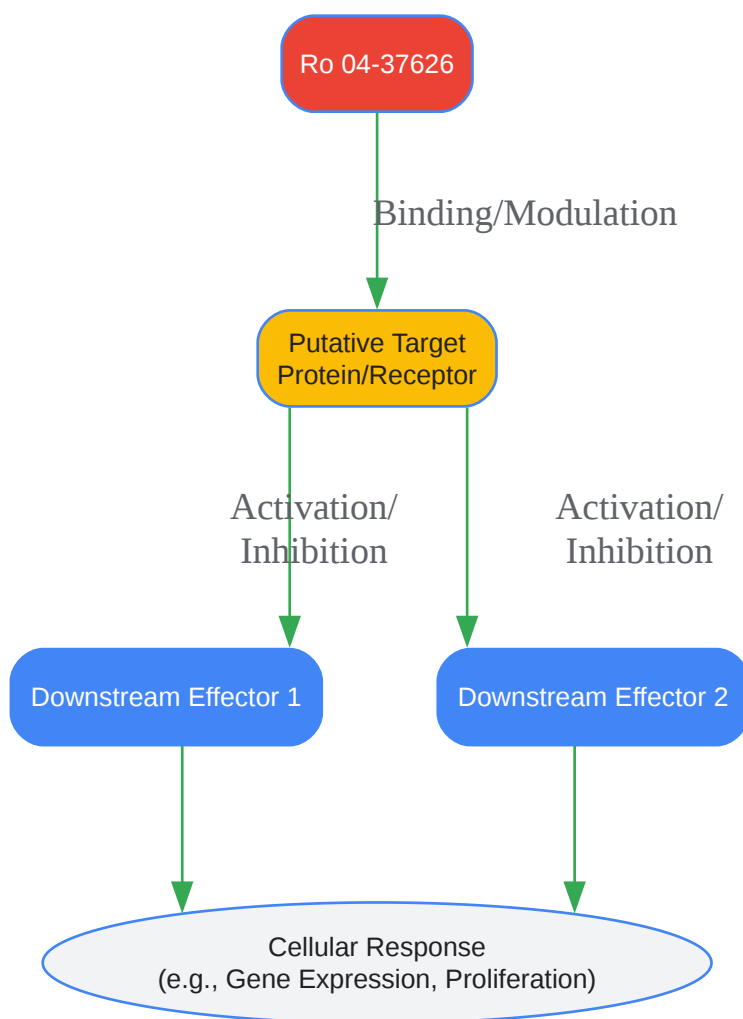 Ro 04-37626
Binding/Modulation
Putative Target
Protein/Receptor
Activation/
Inhibition
Activation/
Inhibition
Downstream Effector 1
Downstream Effector 2
Cellular Response
(e.g., Gene Expression, Proliferation)